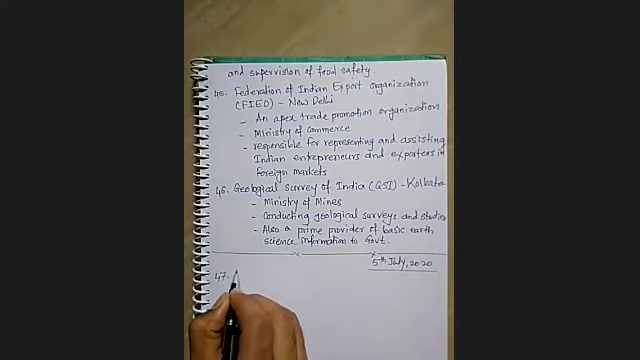 and supervision of food safety.
45. Federation of Indian Export Organization
(FIEO) - New Delhi
- An apex trade promotion organization
- Ministry of Commerce
- responsible for representing and assisting
Indian entrepreneurs and exporters in
foreign markets
46. Geological Survey of India (GSI) - Kolkata
- Ministry of Mines
- Conducting geological surveys and studies
- Also a prime provider of basic earth
science information to Govt.
5th July, 2020
47.